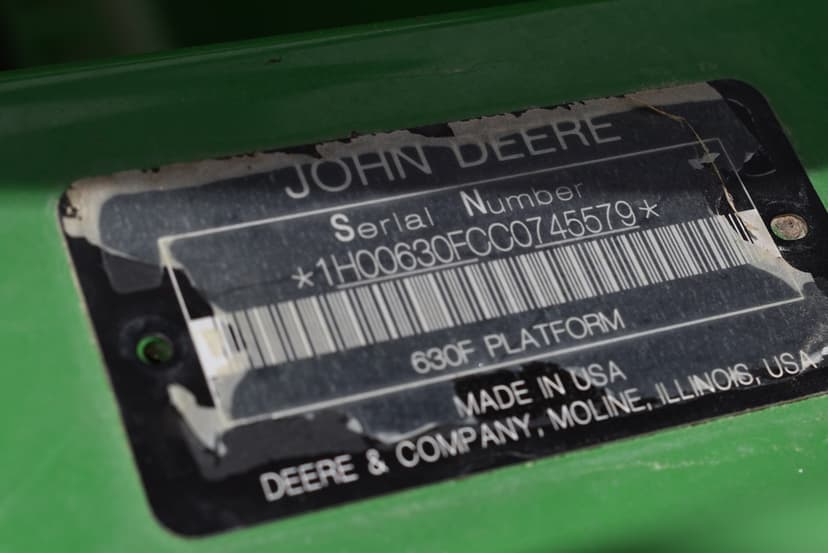 JOHN DEERE
Serial Number
*1H00630FCC0745579*
630F PLATFORM
MADE IN USA
DEERE & COMPANY, MOLINE, ILLINOIS, USA